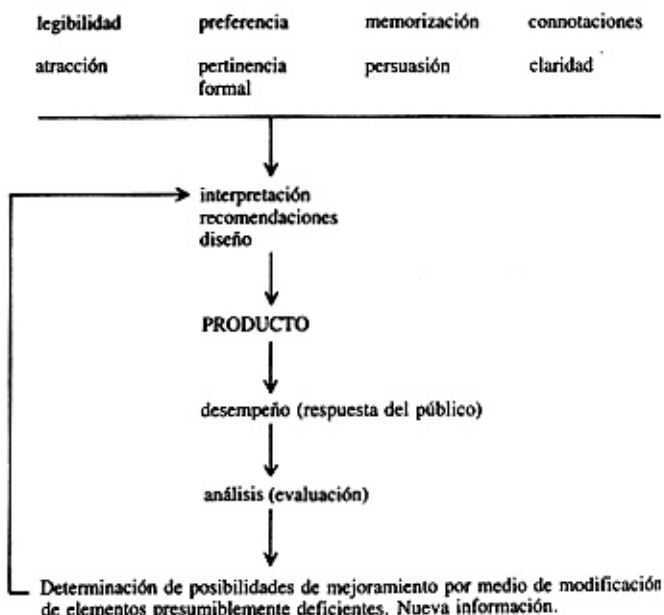 legibilidad preferencia memorización connotaciones
atracción pertinencia formal persuasión claridad
interpretación
recomendaciones
diseño
PRODUCTO
desempeño (respuesta del público)
análisis (evaluación)
Determinación de posibilidades de mejoramiento por medio de modificación
de elementos presumiblemente deficientes. Nueva información.